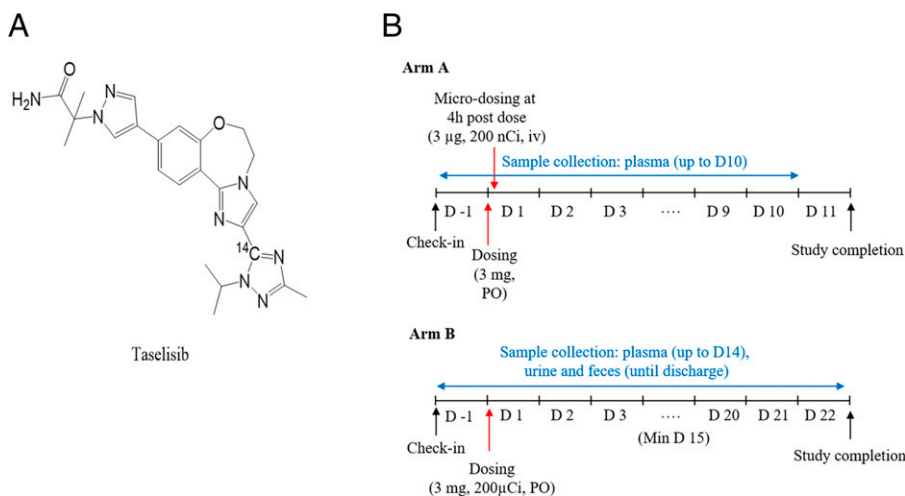 A
O
H₂N
N
N
O
N
N
¹⁴C
N
N
N
Taselisib
B
Arm A
Micro-dosing at
4h post dose
(3 µg, 200 nCi, iv)
Sample collection: plasma (up to D10)
D -1 D 1 D 2 D 3 ···· D 9 D 10 D 11
Check-in
Dosing
(3 mg,
PO)
Study completion
Arm B
Sample collection: plasma (up to D14),
urine and feces (until discharge)
D -1 D 1 D 2 D 3 ···· D 20 D 21 D 22
(Min D 15)
Check-in
Dosing
(3 mg, 200µCi, PO)
Study completion